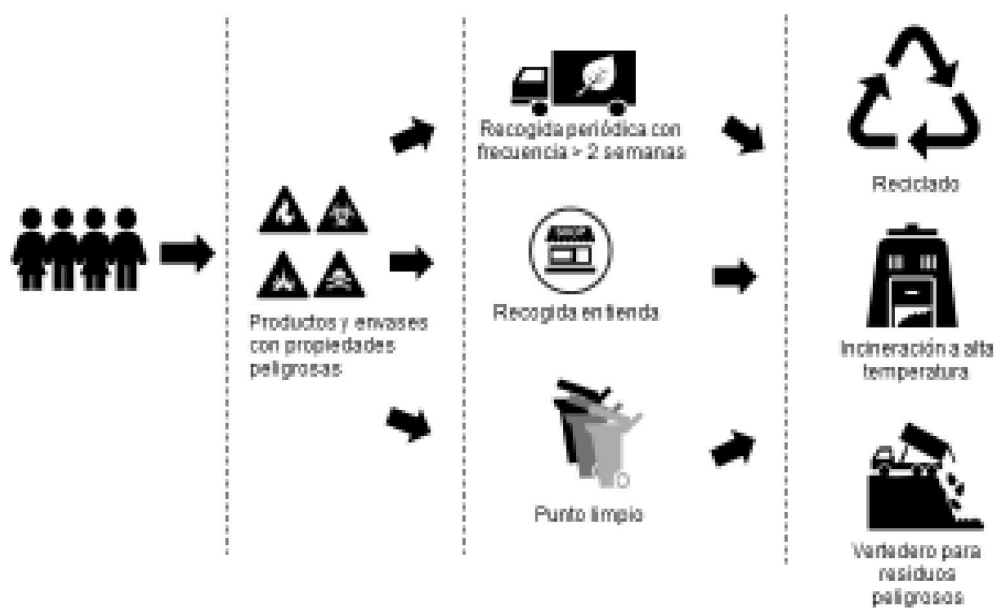 Productos y envases
con propiedades
peligrosas
Recogida periódica con
frecuencia > 2 semanas
SHOP
Recogida en tienda
Punto limpio
Reciclado
Incineración a alta
temperatura
Vertedero para
residuos
peligrosos